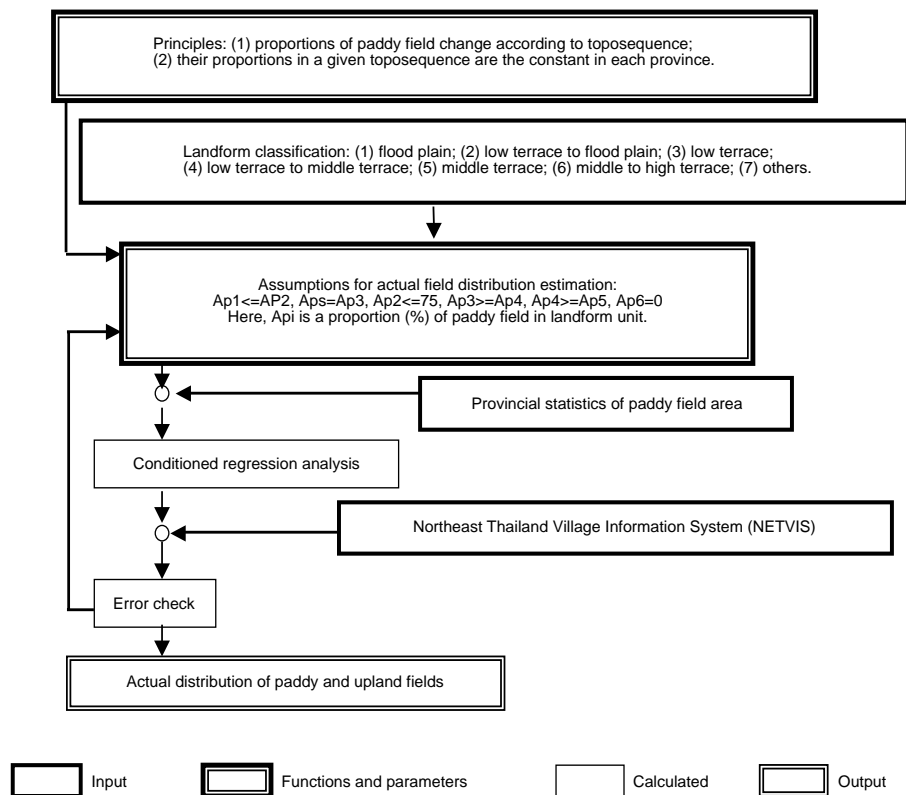 Principles: (1) proportions of paddy field change according to toposequence;
(2) their proportions in a given toposequence are the constant in each province.
Landform classification: (1) flood plain; (2) low terrace to flood plain; (3) low terrace;
(4) low terrace to middle terrace; (5) middle terrace; (6) middle to high terrace; (7) others.
Assumptions for actual field distribution estimation:
Ap1<=AP2, Aps=Ap3, Ap2<=75, Ap3>=Ap4, Ap4>=Ap5, Ap6=0
Here, Api is a proportion (%) of paddy field in landform unit.
Provincial statistics of paddy field area
Conditioned regression analysis
Northeast Thailand Village Information System (NETVIS)
Error check
Actual distribution of paddy and upland fields
Input
Functions and parameters
Calculated
Output